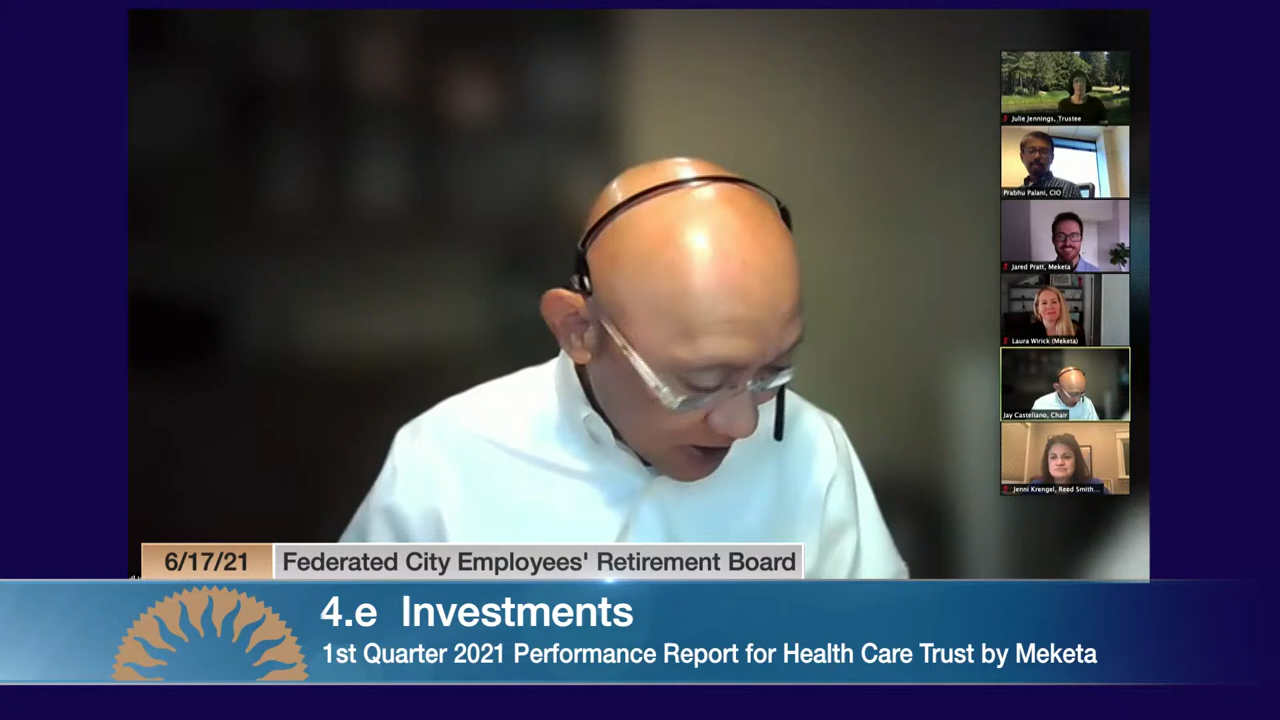 Julie Jennings, Trustee
Prabhu Palani, CIO
Jared Pratt, Meketa
Laura Wirick (Meketa)
Jay Castellano, Chair
Jenni Krengel, Reed Smith...
6/17/21
Federated City Employees' Retirement Board
4.e Investments
1st Quarter 2021 Performance Report for Health Care Trust by Meketa